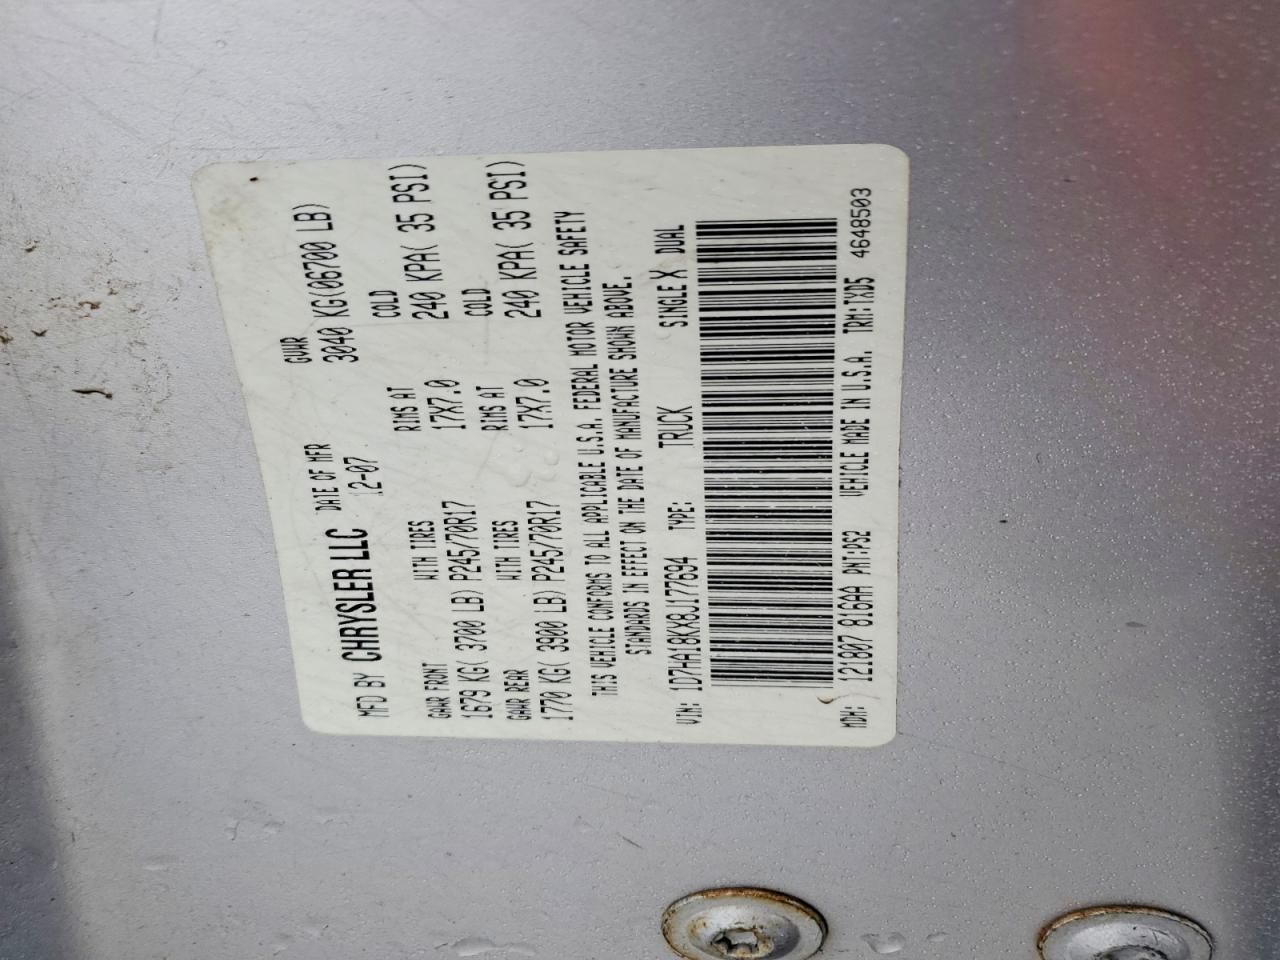 MFD BY CHRYSLER LLC DATE OF MFR GVWR
12-07 3040 KG(06700 LB)
GAWR FRONT WITH TIRES RIMS AT COLD
1679 KG( 3700 LB) P245/70R17 17X7.0 240 KPA( 35 PSI)
GAWR REAR WITH TIRES RIMS AT COLD
1770 KG( 3900 LB) P245/70R17 17X7.0 240 KPA( 35 PSI)
THIS VEHICLE CONFORMS TO ALL APPLICABLE U.S.A. FEDERAL MOTOR VEHICLE SAFETY
STANDARDS IN EFFECT ON THE DATE OF MANUFACTURE SHOWN ABOVE.
VIN: 1D7HA18KX8J177694 TYPE: TRUCK SINGLE X DUAL
MDH: 121807 816AA PNT:PS2 VEHICLE MADE IN U.S.A. TRM:TXD5 4648503